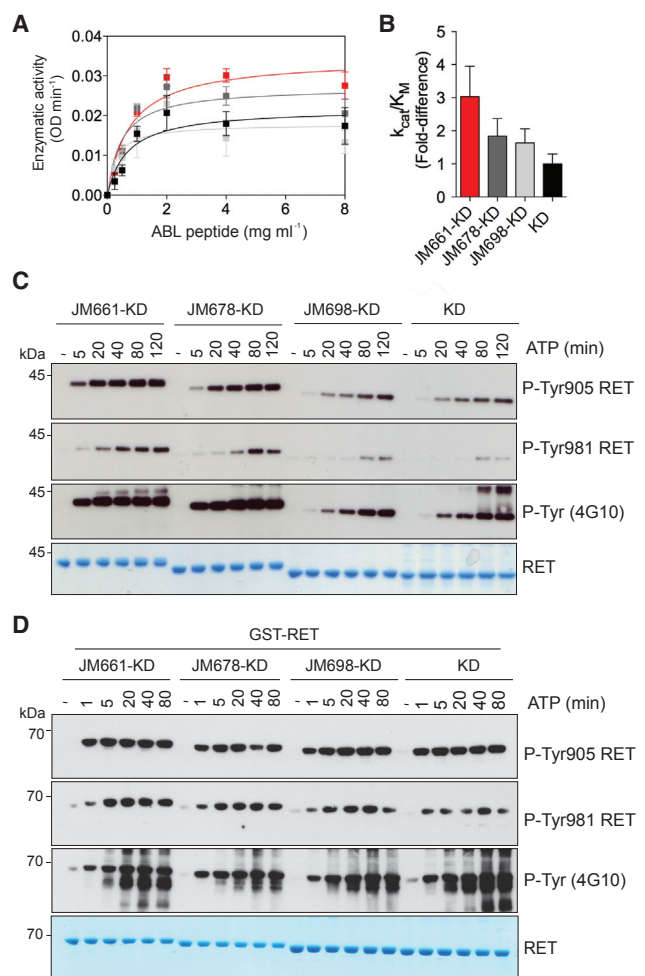 A
Enzymatic activity
(OD min⁻¹)
0.04
0.03
0.02
0.01
0.00
0 2 4 6 8
ABL peptide (mg ml⁻¹)
B
kcat/KM
(Fold-difference)
5
4
3
2
1
0
JM661-KD
JM678-KD
JM698-KD
KD
C
JM661-KD JM678-KD JM698-KD KD
- 5 20 40 80 120 - 5 20 40 80 120 - 5 20 40 80 120 - 5 20 40 80 120 ATP (min)
kDa
45 P-Tyr905 RET
45 P-Tyr981 RET
45 P-Tyr (4G10)
45 RET
D
GST-RET
JM661-KD JM678-KD JM698-KD KD
- 1 5 20 40 80 - 1 5 20 40 80 - 1 5 20 40 80 - 1 5 20 40 80 ATP (min)
kDa
70 P-Tyr905 RET
70 P-Tyr981 RET
70 P-Tyr (4G10)
70 RET